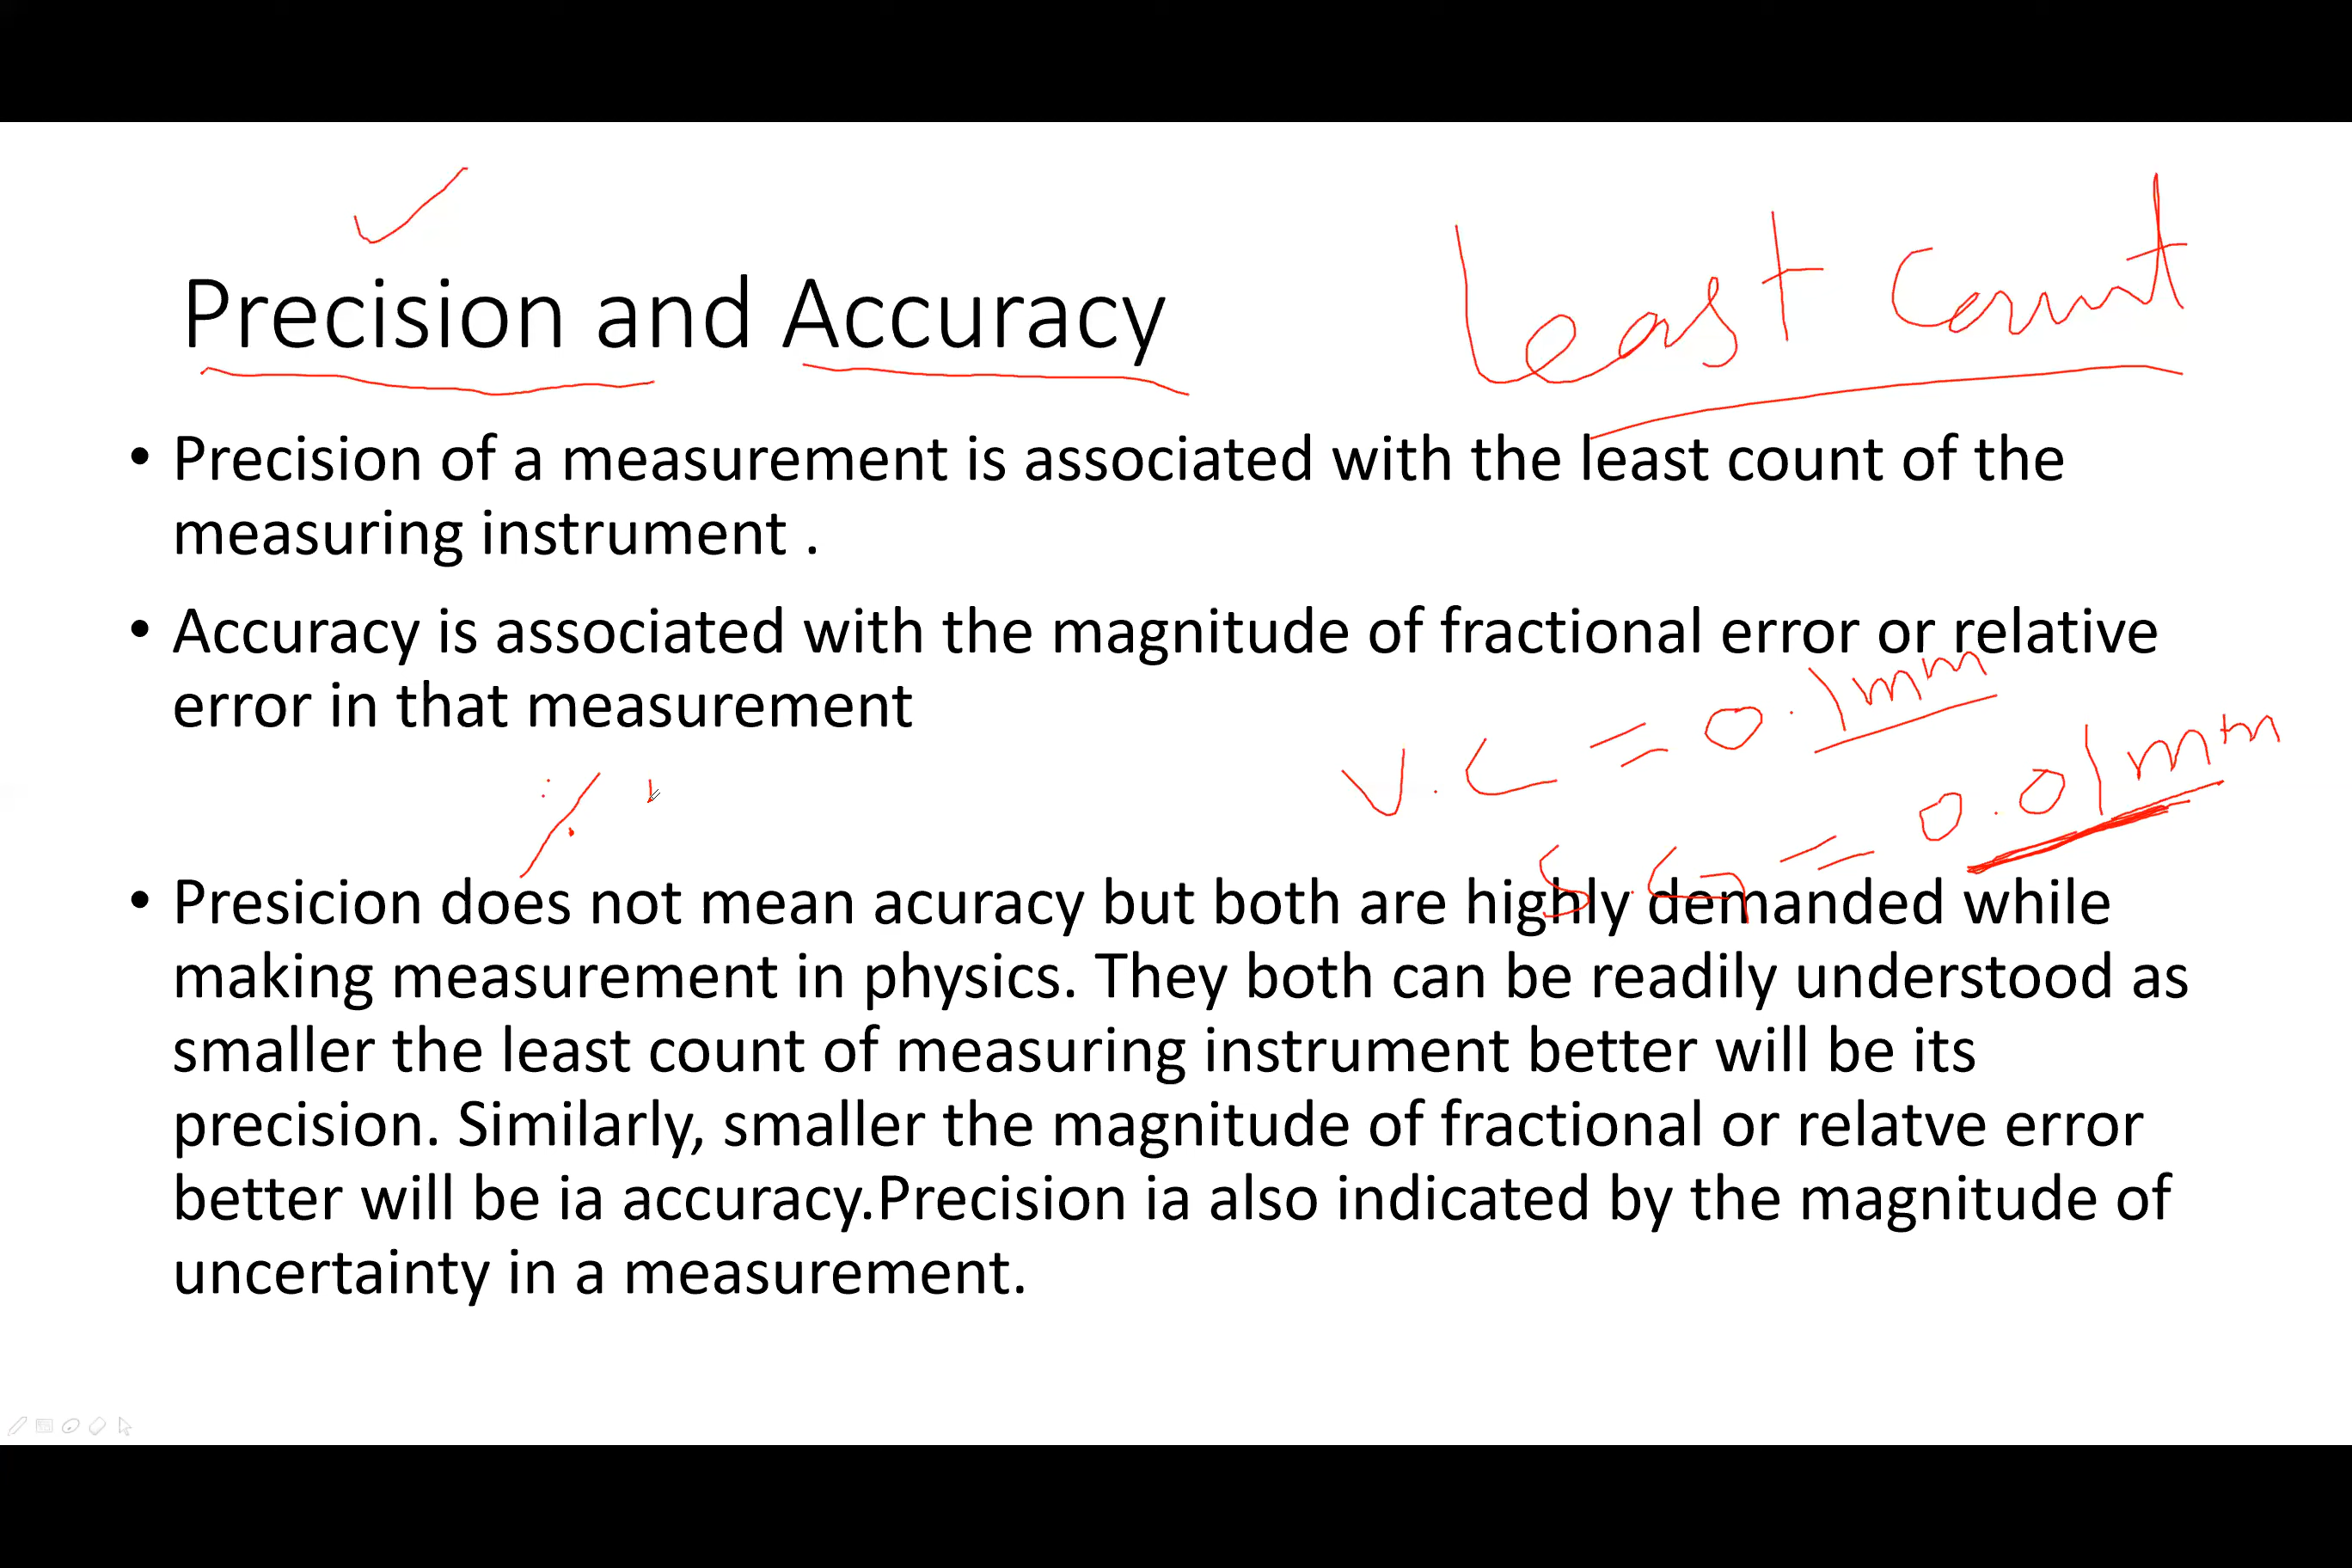 Precision and Accuracy
Least Count
• Precision of a measurement is associated with the least count of the
measuring instrument .
• Accuracy is associated with the magnitude of fractional error or relative
error in that measurement
V.C = 0.1mm
S.G = 0.01mm
%
• Presicion does not mean acuracy but both are highly demanded while
making measurement in physics. They both can be readily understood as
smaller the least count of measuring instrument better will be its
precision. Similarly, smaller the magnitude of fractional or relatve error
better will be ia accuracy.Precision ia also indicated by the magnitude of
uncertainty in a measurement.